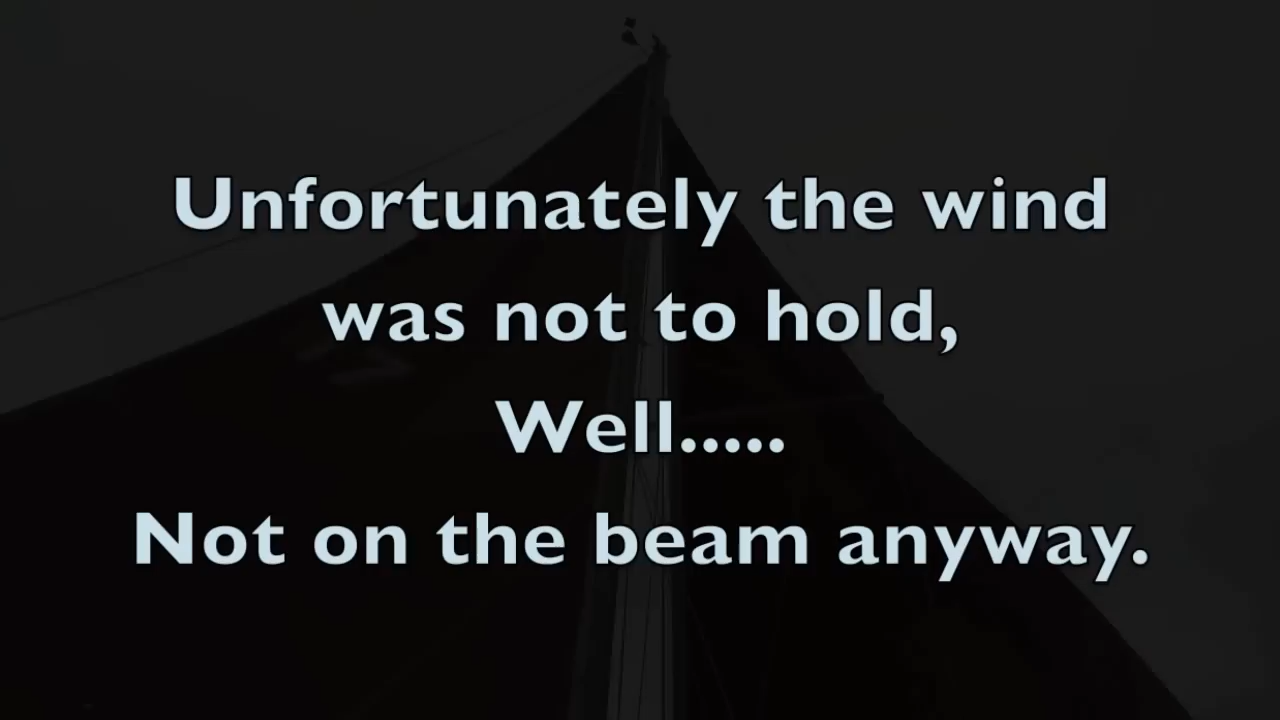 Unfortunately the wind
was not to hold,
Well.....
Not on the beam anyway.